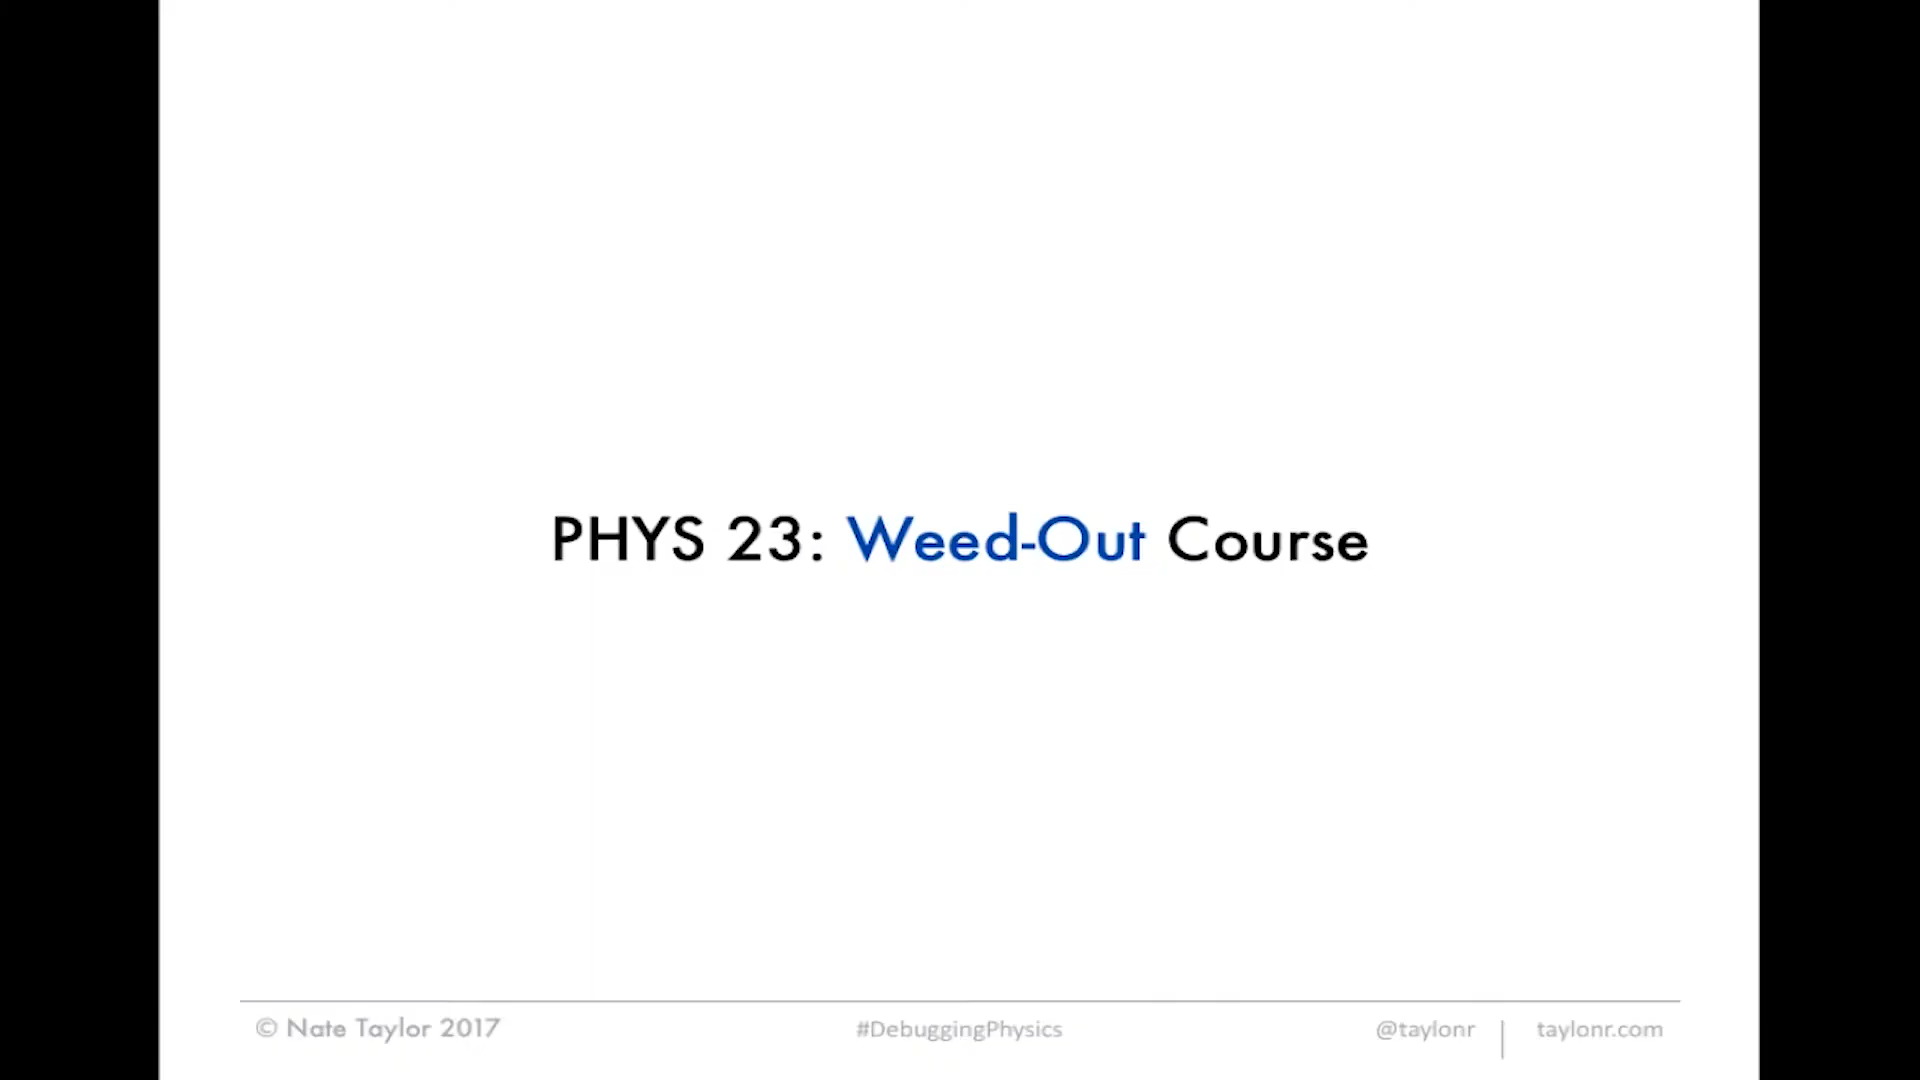 PHYS 23: Weed-Out Course
© Nate Taylor 2017
#DebuggingPhysics
@taylonr | taylonr.com